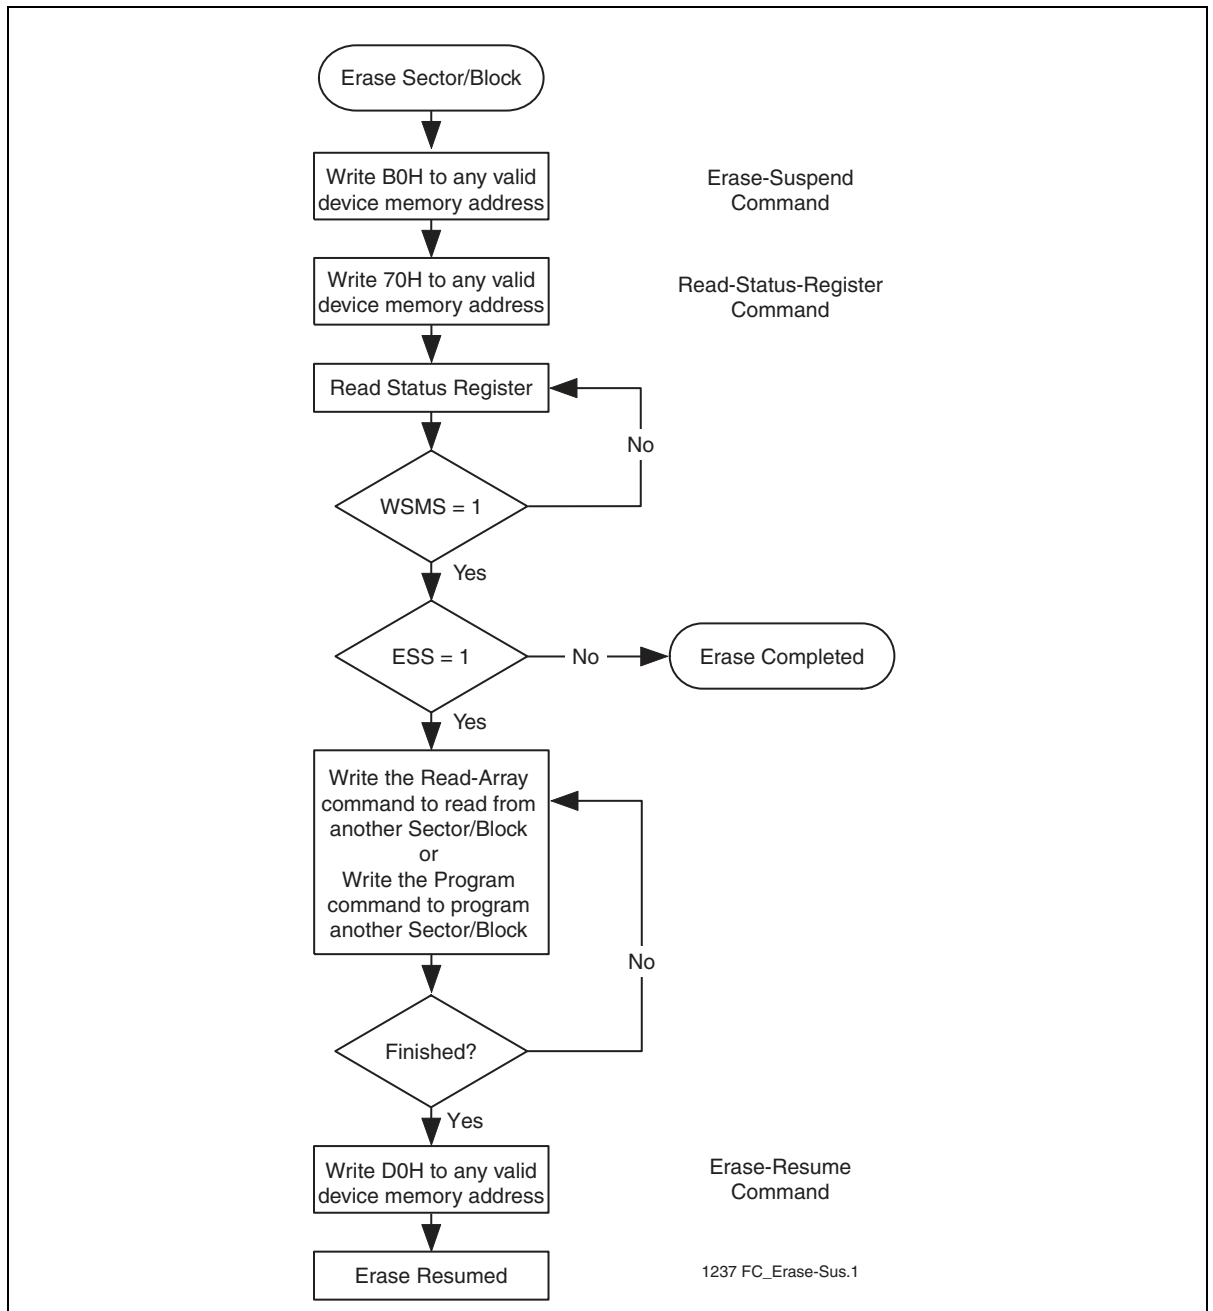 Erase Sector/Block
Write B0H to any valid
device memory address
Erase-Suspend
Command
Write 70H to any valid
device memory address
Read-Status-Register
Command
Read Status Register
No
WSMS = 1
Yes
ESS = 1
No
Erase Completed
Yes
Write the Read-Array
command to read from
another Sector/Block
or
Write the Program
command to program
another Sector/Block
No
Finished?
Yes
Write D0H to any valid
device memory address
Erase-Resume
Command
Erase Resumed
1237 FC_Erase-Sus.1